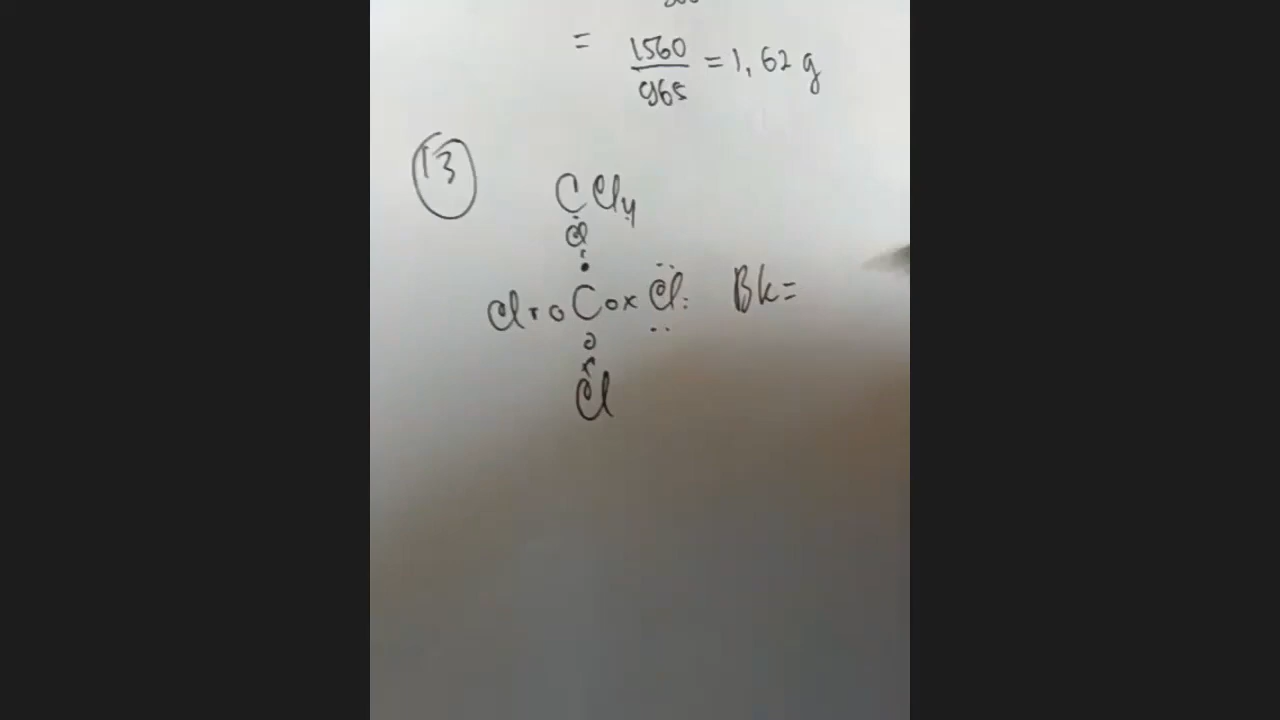 = 1560/965 = 1,62 g
13
CCl4
Cl
Cl x o C o x Cl Bk=
o
x
Cl